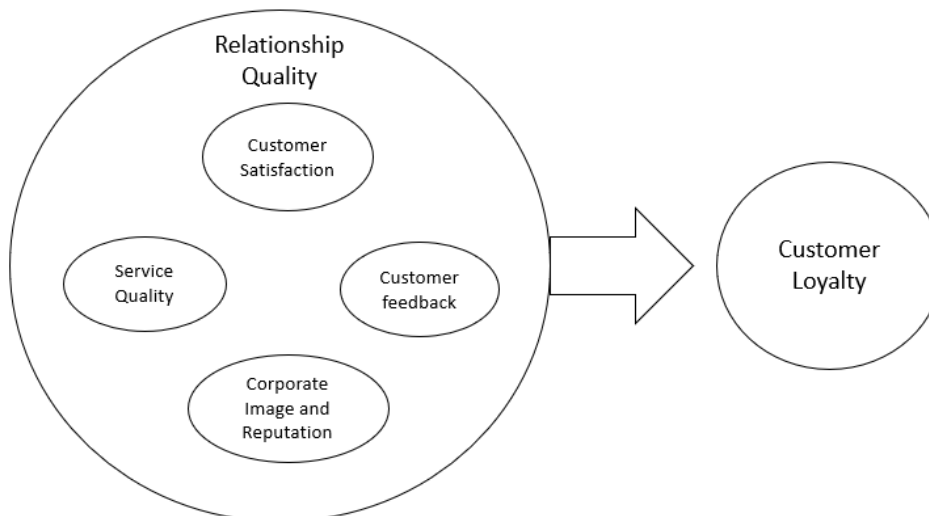 Relationship
Quality
Customer
Satisfaction
Service
Quality
Customer
feedback
Corporate
Image and
Reputation
Customer
Loyalty